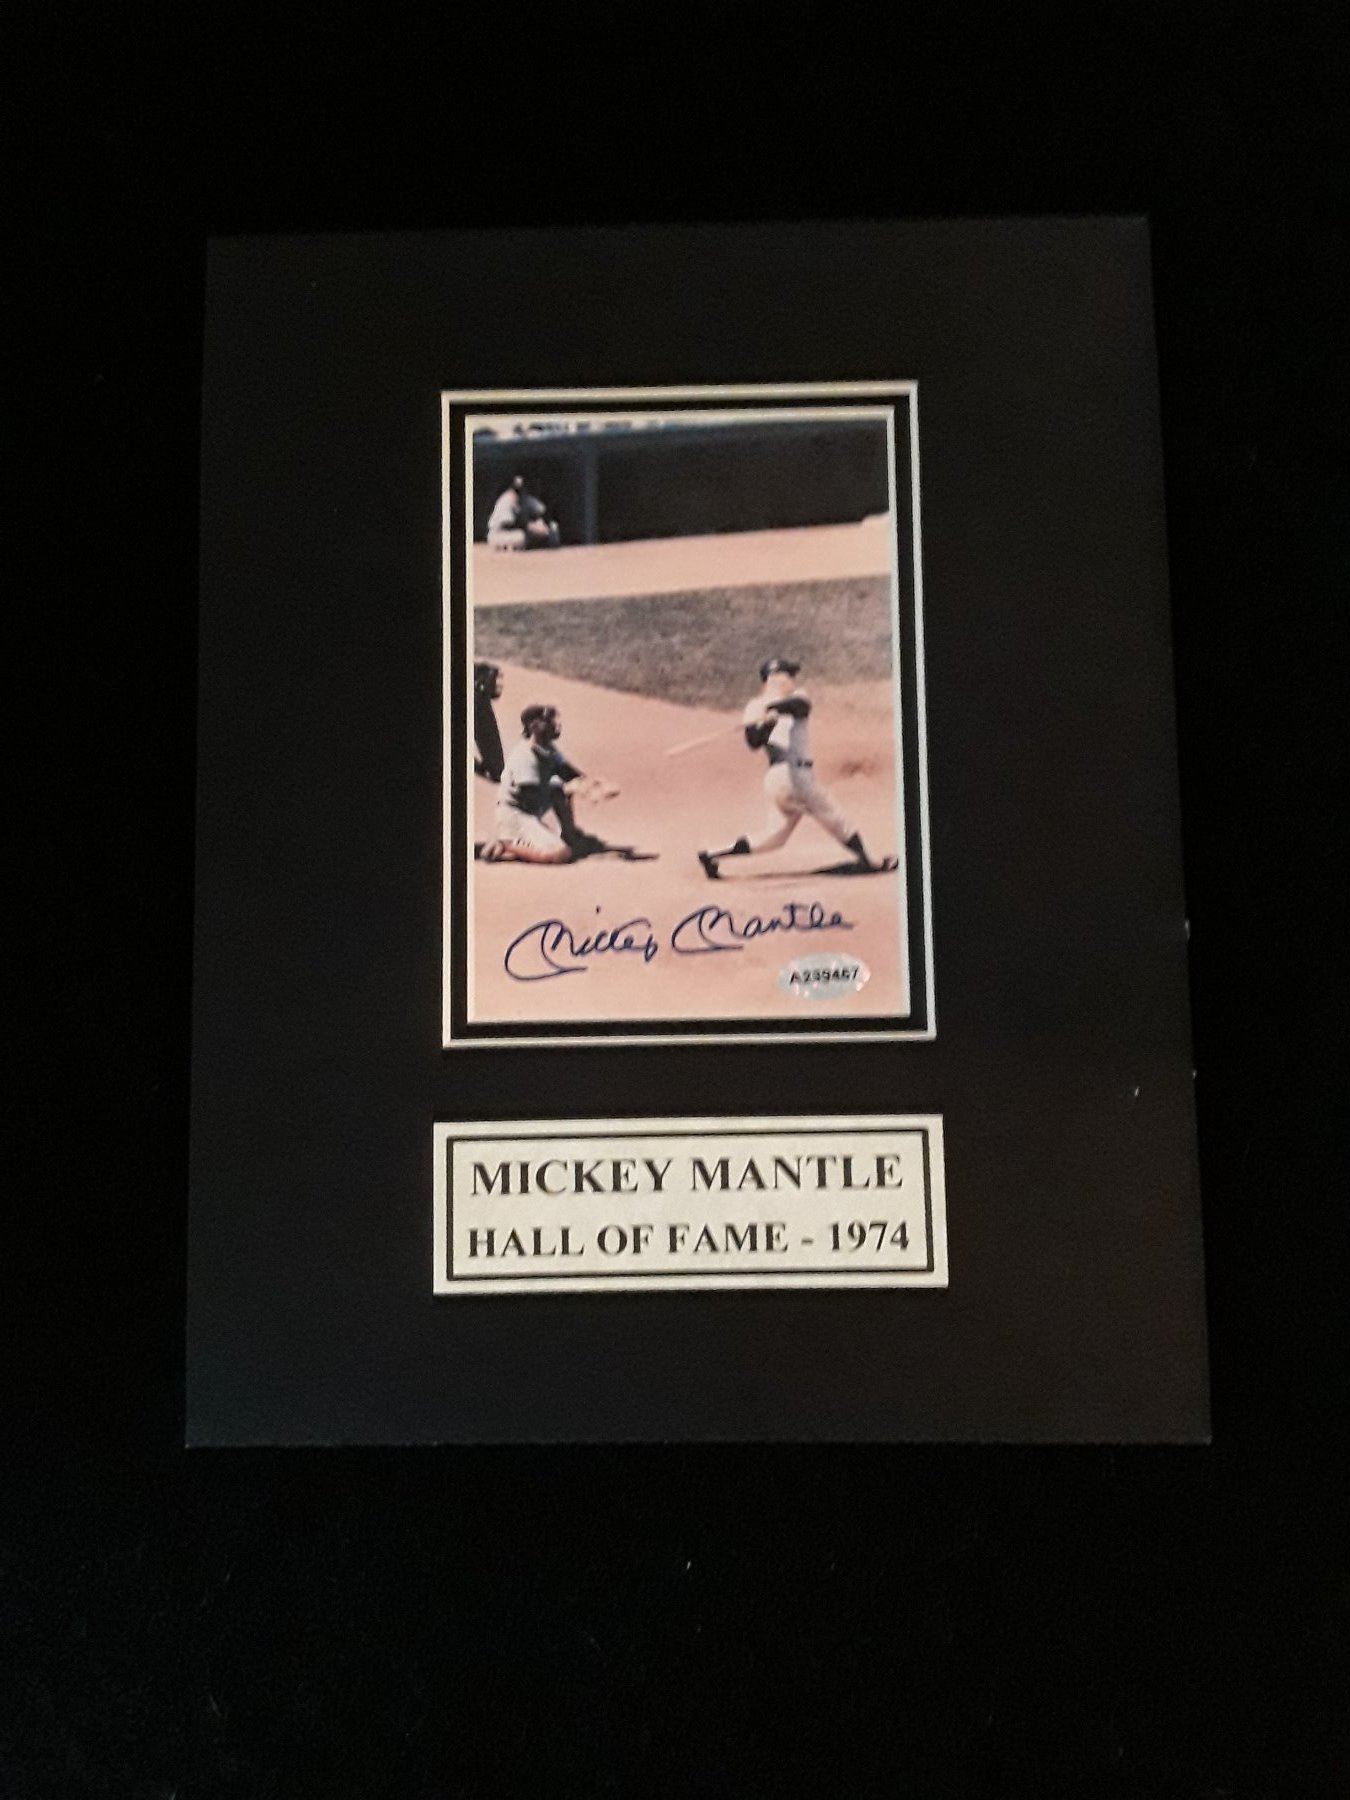 Mickey Mantle
A239467
MICKEY MANTLE
HALL OF FAME - 1974